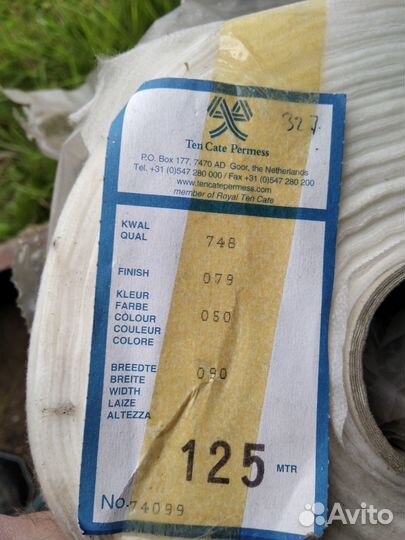 327
Ten Cate Permess
P.O. Box 177, 7470 AD Goor, the Netherlands
Tel. +31 (0)547 280 000 / Fax +31 (0)547 280 200
www.tencatepermess.com
member of Royal Ten Cate
KWAL
QUAL 748
FINISH 079
KLEUR
FARBE 050
COLOUR
COULEUR
COLORE
BREEDTE
BREITE 090
WIDTH
LAIZE
ALTEZZA
125 MTR
No. 74099
Avito